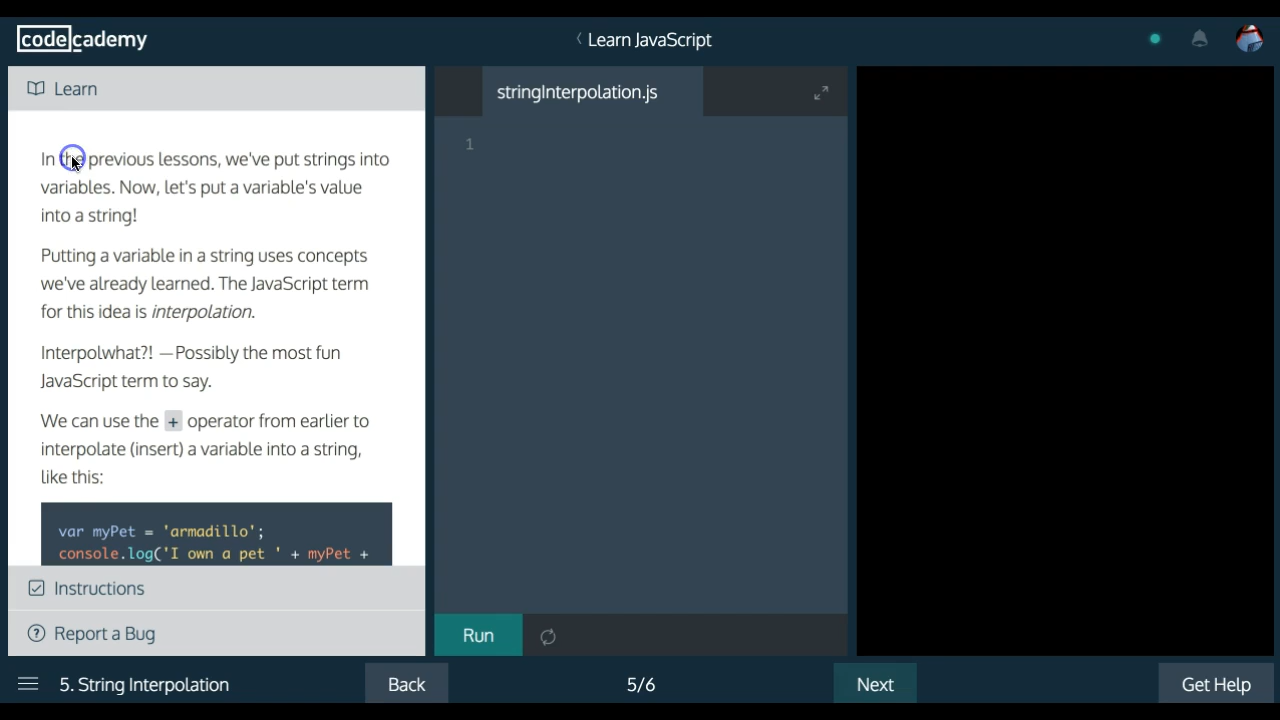 codecademy
Learn JavaScript
Learn
In the previous lessons, we've put strings into
variables. Now, let's put a variable's value
into a string!
Putting a variable in a string uses concepts
we've already learned. The JavaScript term
for this idea is interpolation.
Interpolwhat?! —Possibly the most fun
JavaScript term to say.
We can use the + operator from earlier to
interpolate (insert) a variable into a string,
like this:
var myPet = 'armadillo';
console.log('I own a pet ' + myPet +
Instructions
Report a Bug
stringInterpolation.js
1
Run
5. String Interpolation
Back
5/6
Next
Get Help